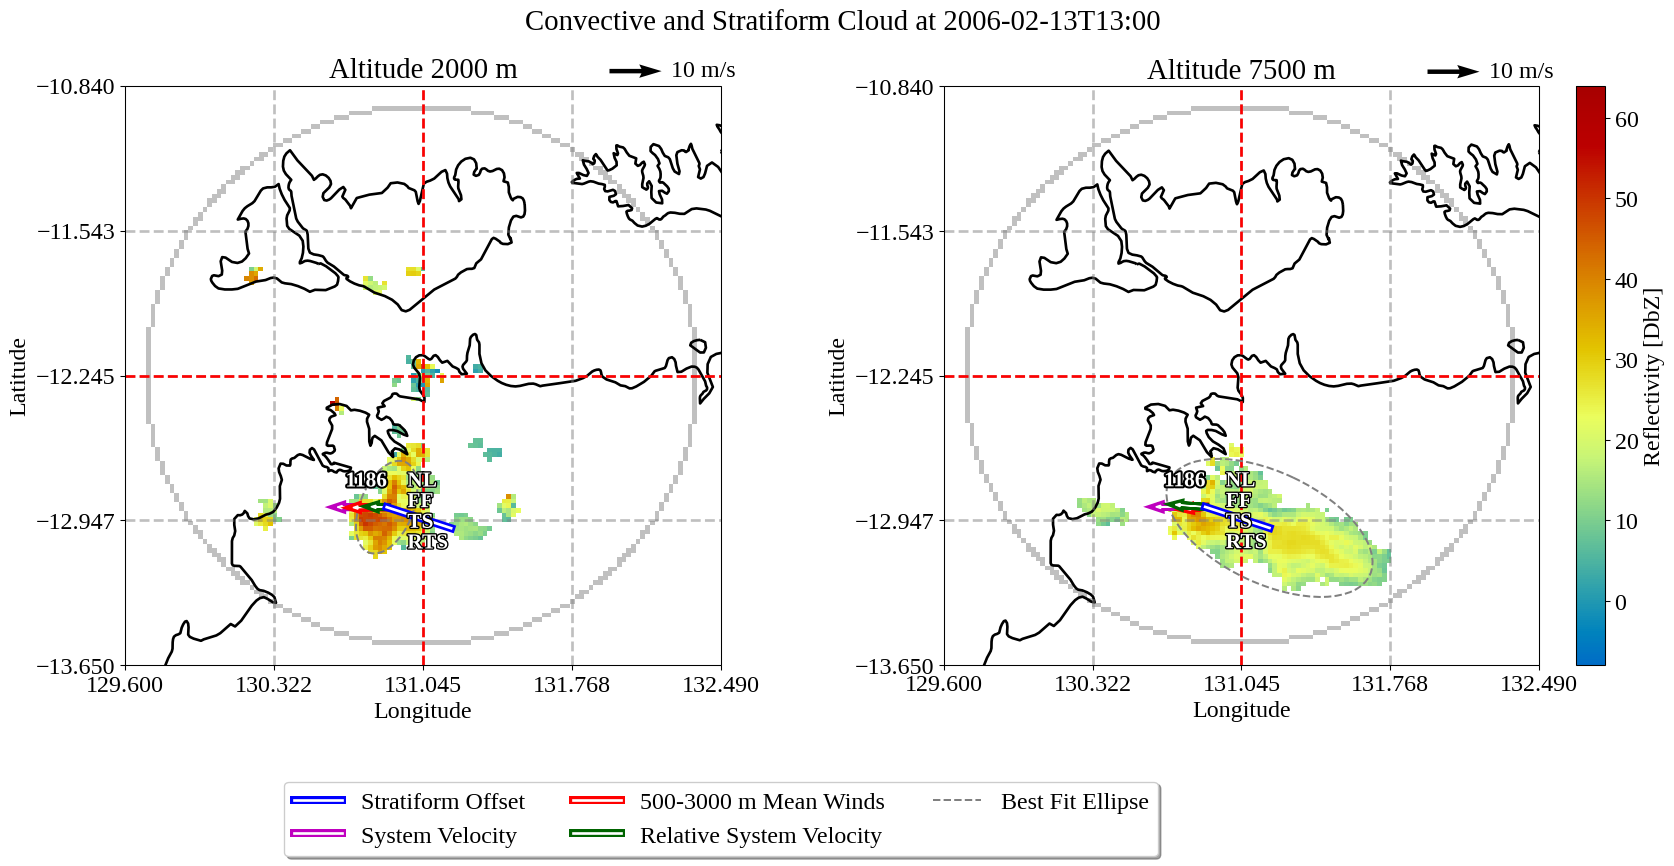 Convective and Stratiform Cloud at 2006-02-13T13:00
Altitude 2000 m
10 m/s
Altitude 7500 m
10 m/s
−10.840
−11.543
−12.245
−12.947
−13.650
Latitude
129.600
130.322
131.045
131.768
132.490
Longitude
1186
NL
FF
TS
RTS
−10.840
−11.543
−12.245
−12.947
−13.650
Latitude
129.600
130.322
131.045
131.768
132.490
Longitude
1186
NL
FF
TS
RTS
60
50
40
30
20
10
0
Reflectivity [DbZ]
Stratiform Offset
System Velocity
500-3000 m Mean Winds
Relative System Velocity
Best Fit Ellipse